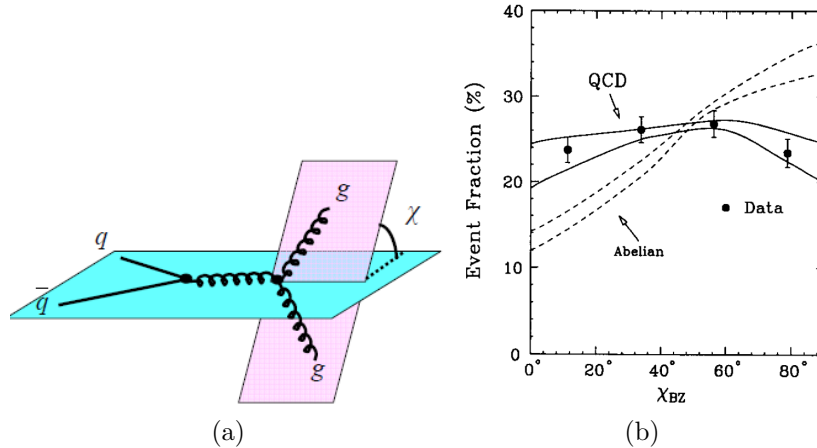 q
q̅
g
g
χ
(a)
Event Fraction (%)
40
30
20
10
0
QCD
Abelian
Data
0° 20° 40° 60° 80°
χBZ
(b)